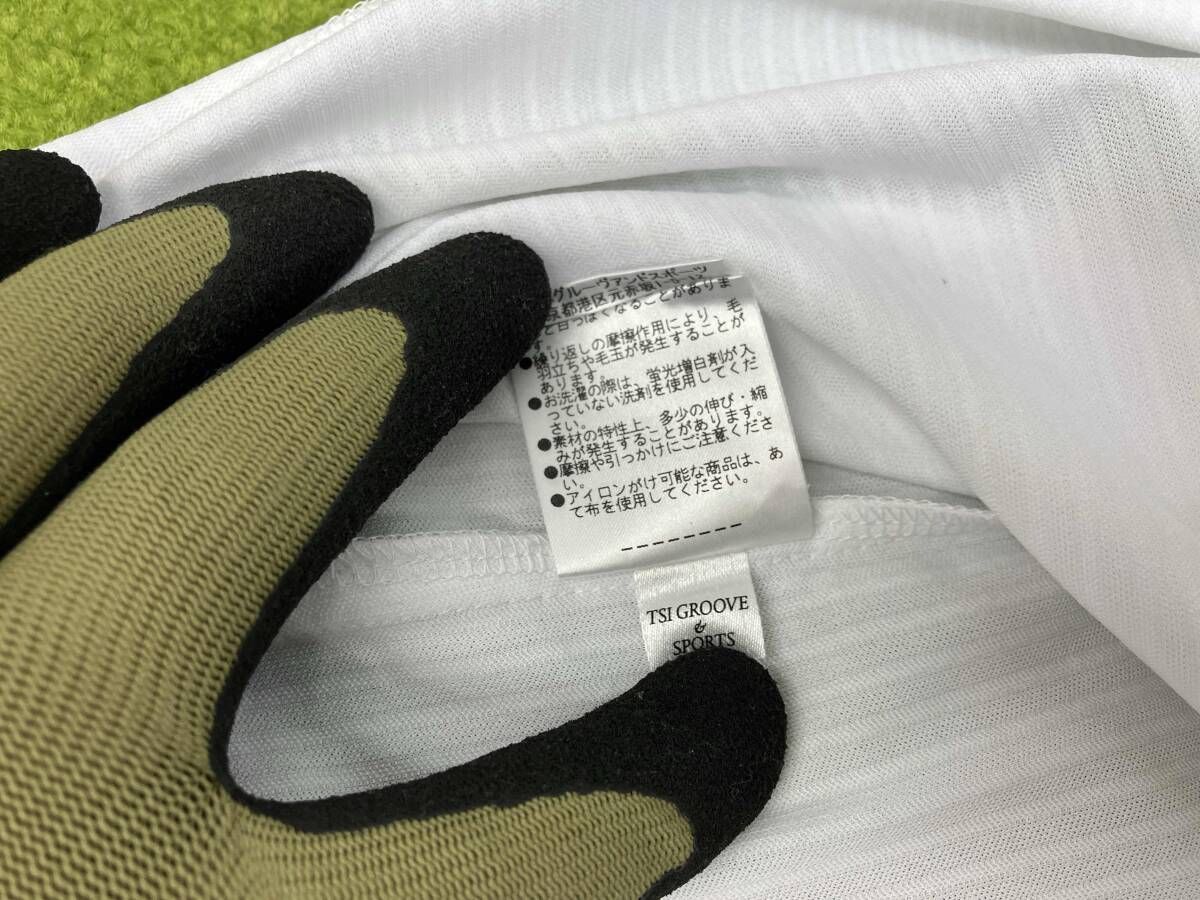 グルーヴァンドスポーツ
京都港区元赤坂
と白っぽくなることがありま
す。
●繰り返しの摩擦作用により、毛
羽立ちや毛玉が発生することが
あります。
●お洗濯の際は、蛍光増白剤が入
っていない洗剤を使用してくだ
さい。
●素材の特性上、多少の伸び・縮
みが発生することがあります。
●摩擦や引っかけにご注意くださ
い。
●アイロンがけ可能な商品は、あ
て布を使用してください。
--------
TSI GROOVE
&
SPORTS